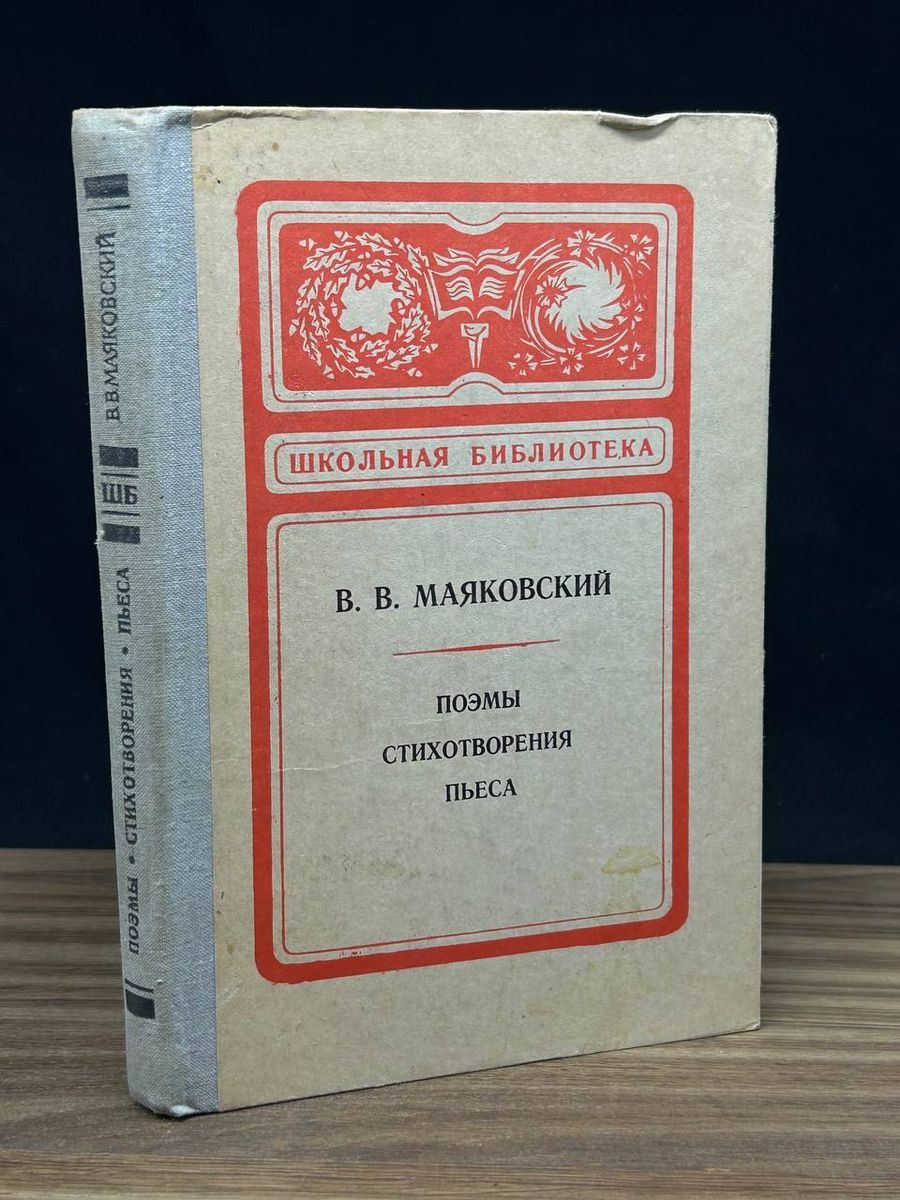 В.В.МАЯКОВСКИЙ
ШБ
ПОЭМЫ • СТИХОТВОРЕНИЯ • ПЬЕСА
ШКОЛЬНАЯ БИБЛИОТЕКА
В. В. МАЯКОВСКИЙ
ПОЭМЫ
СТИХОТВОРЕНИЯ
ПЬЕСА